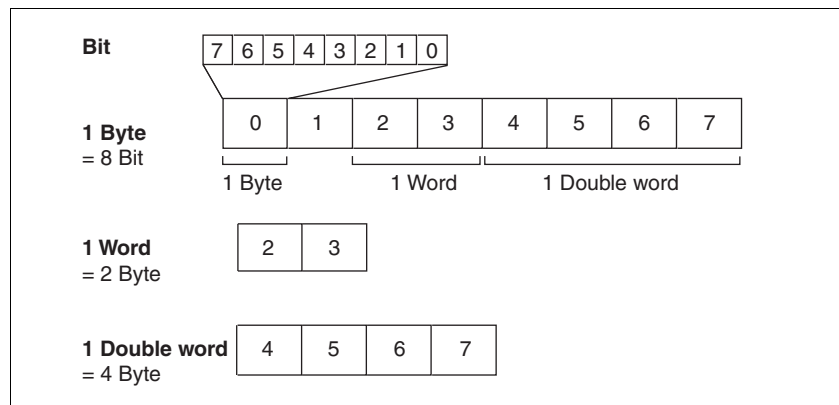 Bit
7 6 5 4 3 2 1 0
1 Byte
= 8 Bit
0 1 2 3 4 5 6 7
1 Byte 1 Word 1 Double word
1 Word
= 2 Byte
2 3
1 Double word
= 4 Byte
4 5 6 7